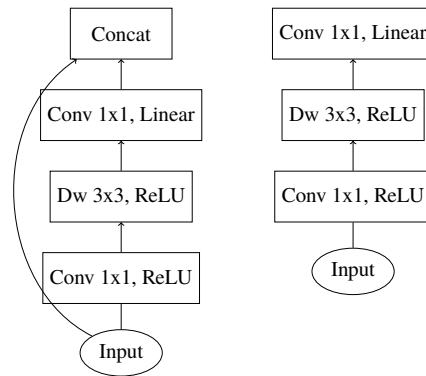 Concat
Conv 1x1, Linear
Dw 3x3, ReLU
Conv 1x1, ReLU
Input
Conv 1x1, Linear
Dw 3x3, ReLU
Conv 1x1, ReLU
Input